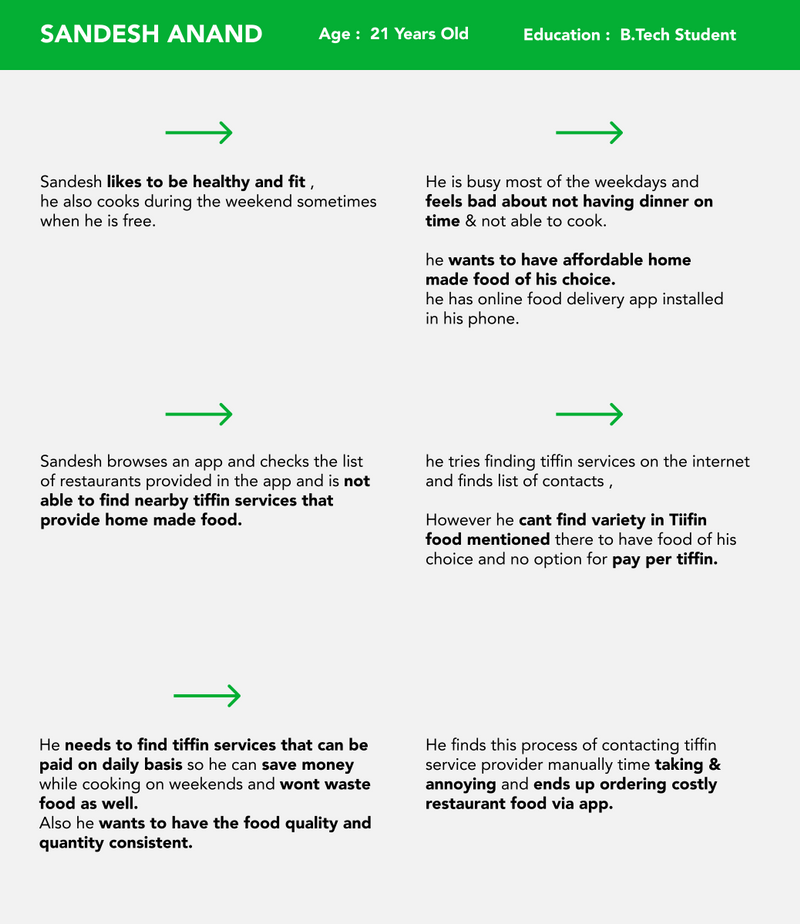 SANDESH ANAND
Age :  21 Years Old
Education :  B.Tech Student
Sandesh likes to be healthy and fit ,
he also cooks during the weekend sometimes
when he is free.
He is busy most of the weekdays and
feels bad about not having dinner on
time & not able to cook.
he wants to have affordable home
made food of his choice.
he has online food delivery app installed
in his phone.
Sandesh browses an app and checks the list
of restaurants provided in the app and is not
able to find nearby tiffin services that
provide home made food.
he tries finding tiffin services on the internet
and finds list of contacts ,
However he cant find variety in Tiifin
food mentioned there to have food of his
choice and no option for pay per tiffin.
He needs to find tiffin services that can be
paid on daily basis so he can save money
while cooking on weekends and wont waste
food as well.
Also he wants to have the food quality and
quantity consistent.
He finds this process of contacting tiffin
service provider manually time taking &
annoying and ends up ordering costly
restaurant food via app.